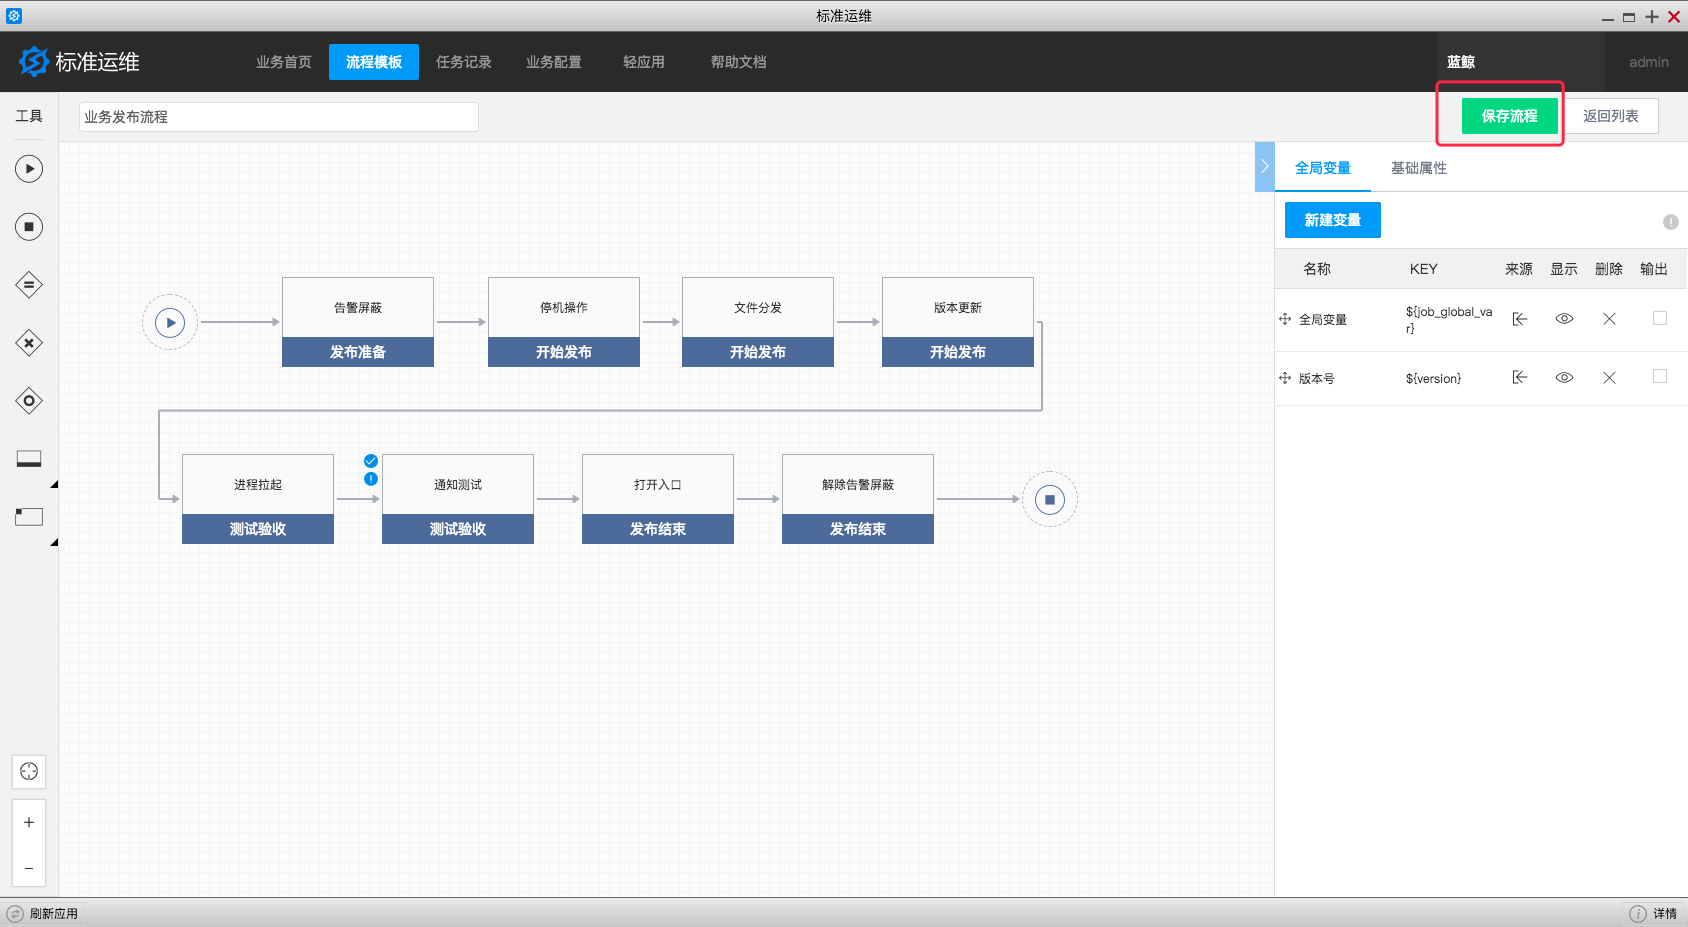 标准运维
标准运维
业务首页 流程模板 任务记录 业务配置 轻应用 帮助文档 蓝鲸 admin
工具 业务发布流程 保存流程 返回列表
全局变量 基础属性
新建变量
名称 KEY 来源 显示 删除 输出
全局变量 ${job_global_va
r}
版本号 ${version}
告警屏蔽 停机操作 文件分发 版本更新
发布准备 开始发布 开始发布 开始发布
进程拉起 通知测试 打开入口 解除告警屏蔽
测试验收 测试验收 发布结束 发布结束
刷新应用 详情